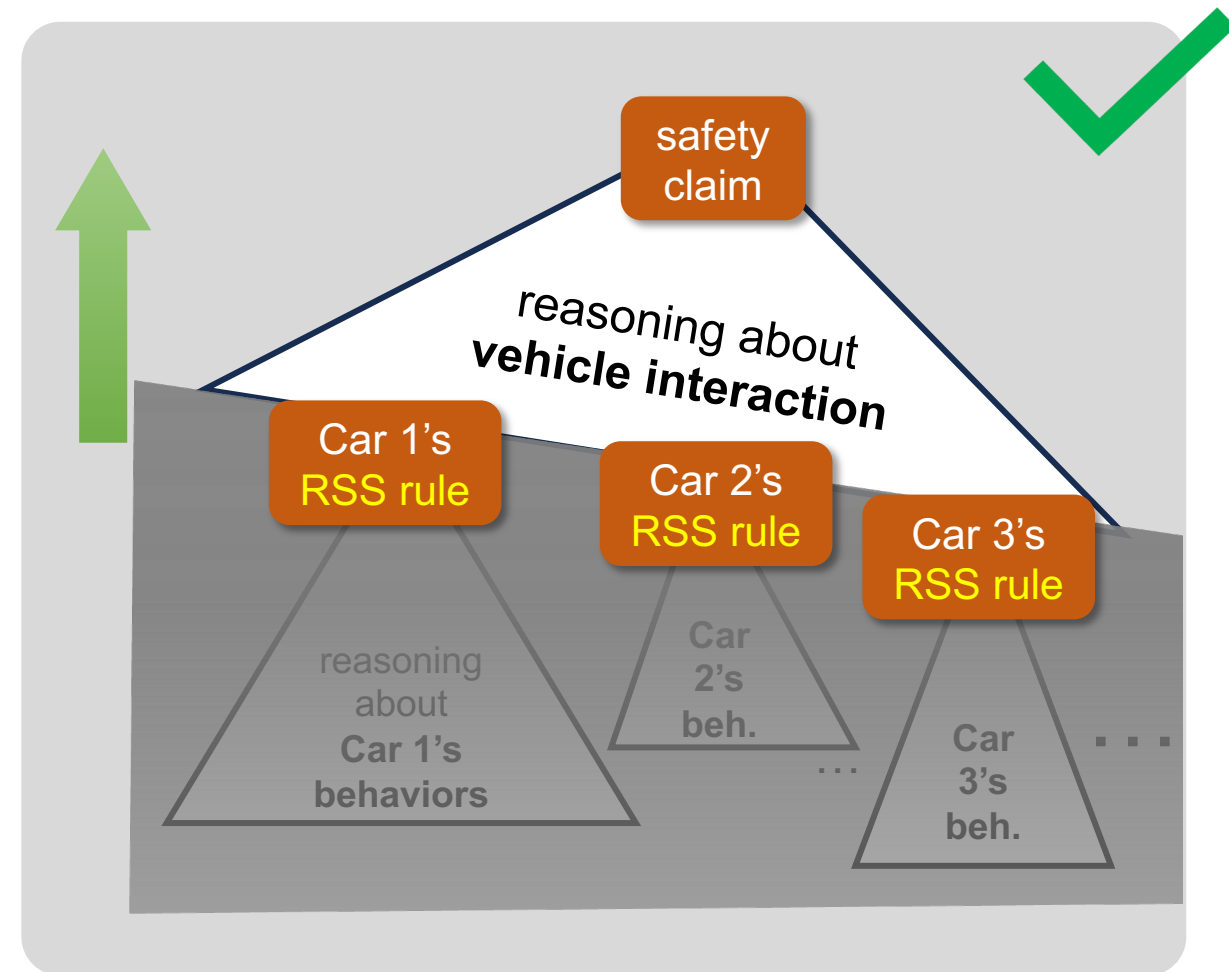 safety
claim
reasoning about
vehicle interaction
Car 1's
RSS rule
Car 2's
RSS rule
Car 3's
RSS rule
reasoning
about
Car 1's
behaviors
Car
2's
beh.
...
Car
3's
beh.
...